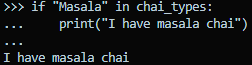 >>> if "Masala" in chai_types:
...     print("I have masala chai")
...
I have masala chai